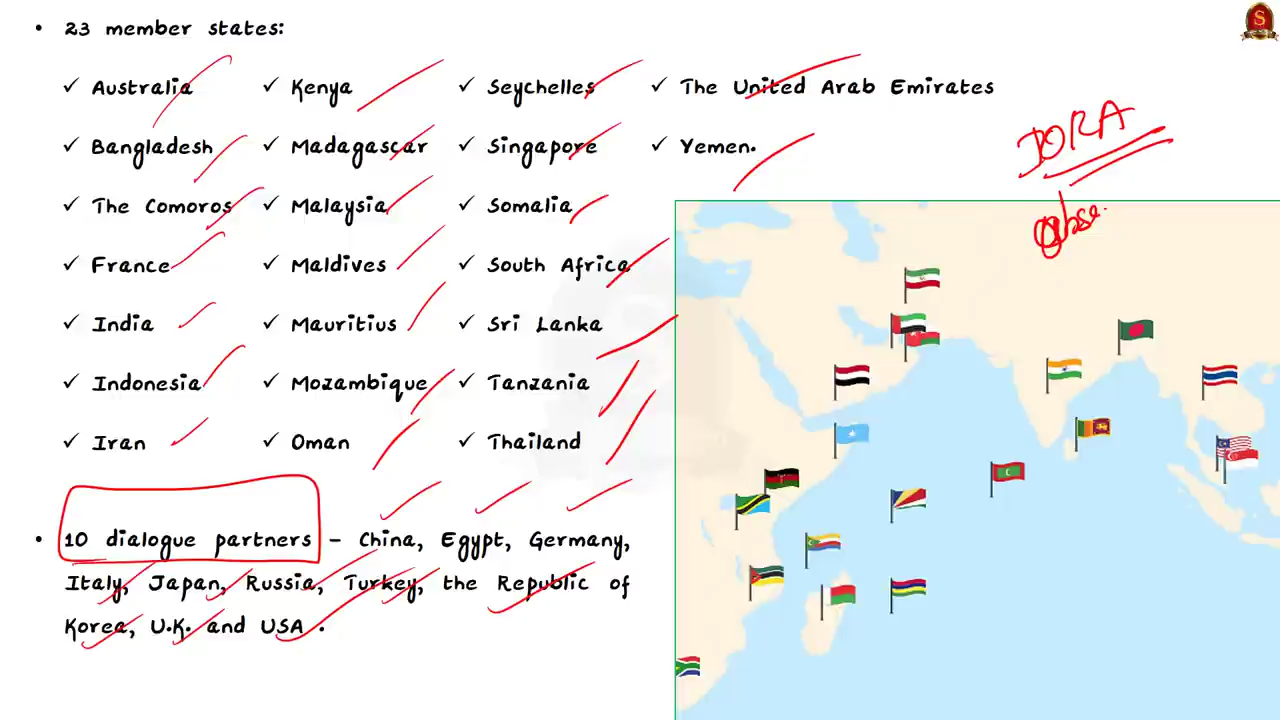 • 23 member states:
✓ Australia ✓ Kenya ✓ Seychelles ✓ The United Arab Emirates
✓ Bangladesh ✓ Madagascar ✓ Singapore ✓ Yemen.
✓ The Comoros ✓ Malaysia ✓ Somalia
✓ France ✓ Maldives ✓ South Africa
✓ India ✓ Mauritius ✓ Sri Lanka
✓ Indonesia ✓ Mozambique ✓ Tanzania
✓ Iran ✓ Oman ✓ Thailand
• 10 dialogue partners – China, Egypt, Germany,
Italy, Japan, Russia, Turkey, the Republic of
Korea, U.K. and USA .
IORA
obse.
S